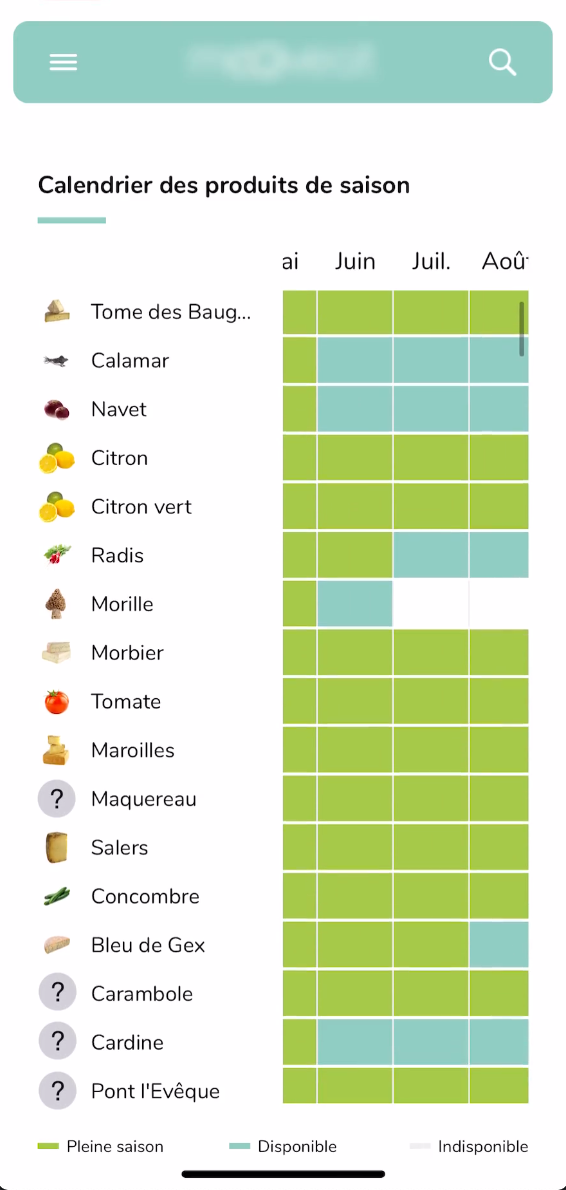 Calendrier des produits de saison
ai Juin Juil. Aoû
Tome des Baug...
Calamar
Navet
Citron
Citron vert
Radis
Morille
Morbier
Tomate
Maroilles
? Maquereau
Salers
Concombre
Bleu de Gex
? Carambole
? Cardine
? Pont l'Evêque
Pleine saison Disponible Indisponible